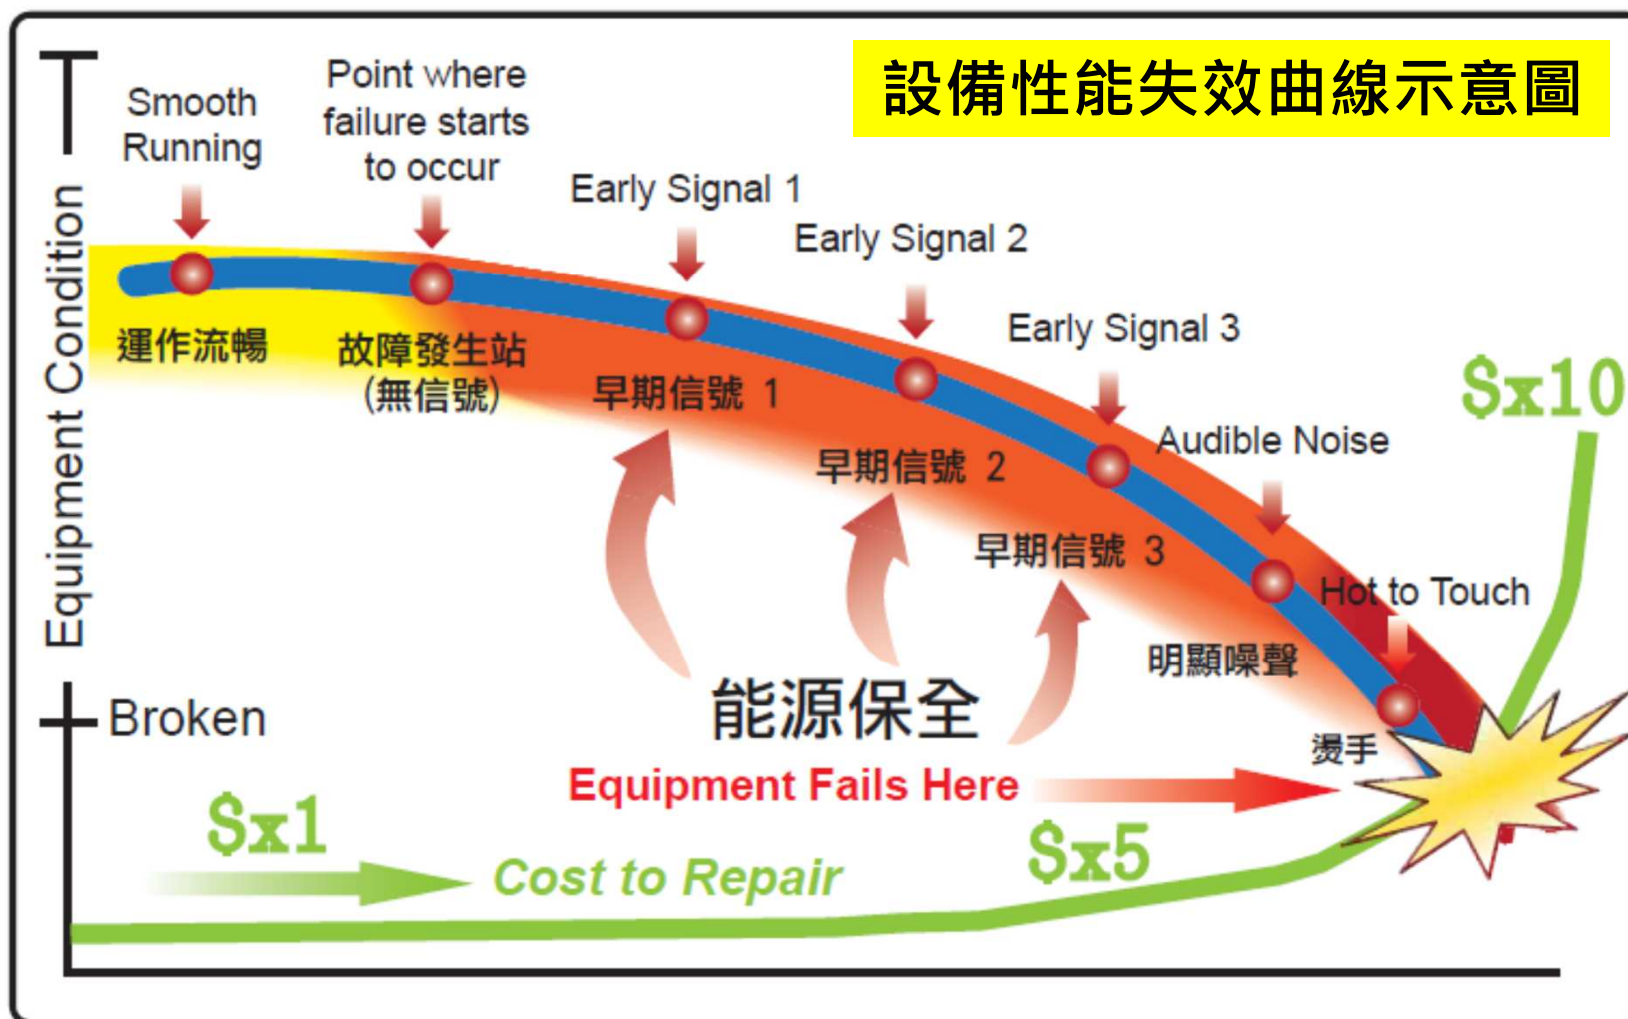 設備性能失效曲線示意圖
Smooth
Running
Point where
failure starts
to occur
Early Signal 1
Early Signal 2
Early Signal 3
Audible Noise
Hot to Touch
$x10
Equipment Condition
運作流暢
故障發生站
(無信號)
早期信號 1
早期信號 2
早期信號 3
明顯噪聲
燙手
能源保全
Broken
Equipment Fails Here
$x1
Cost to Repair
$x5